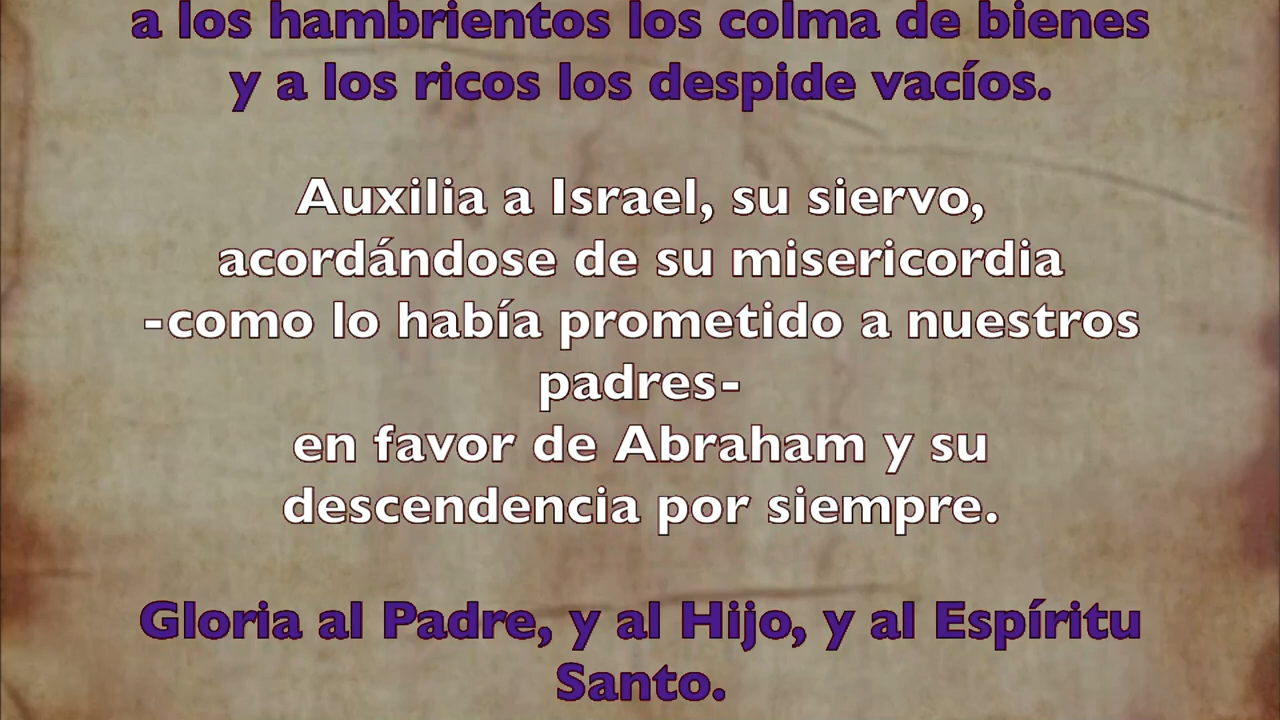 a los hambrientos los colma de bienes
y a los ricos los despide vacíos.
Auxilia a Israel, su siervo,
acordándose de su misericordia
-como lo había prometido a nuestros
padres-
en favor de Abraham y su
descendencia por siempre.
Gloria al Padre, y al Hijo, y al Espíritu
Santo.